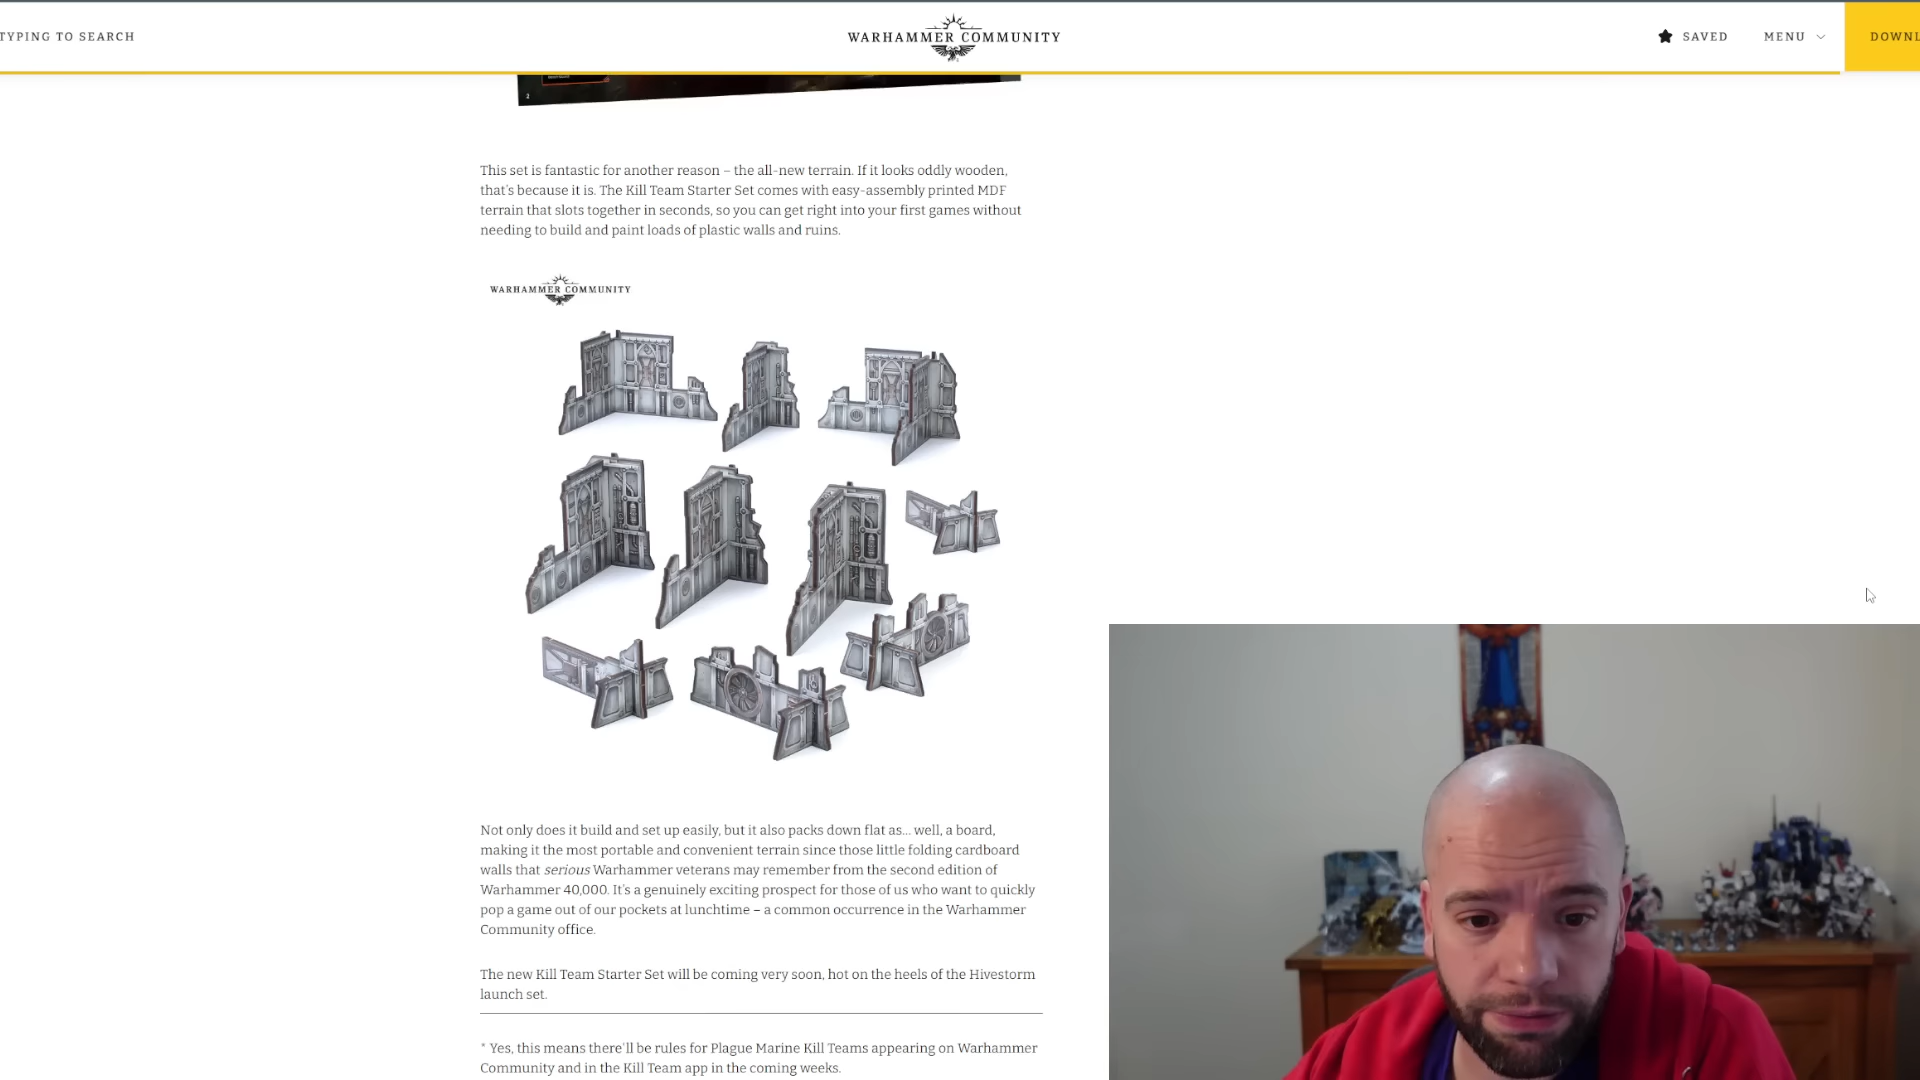 TYPING TO SEARCH
WARHAMMER COMMUNITY
SAVED
MENU
DOWNL
2
This set is fantastic for another reason – the all-new terrain. If it looks oddly wooden,
that's because it is. The Kill Team Starter Set comes with easy-assembly printed MDF
terrain that slots together in seconds, so you can get right into your first games without
needing to build and paint loads of plastic walls and ruins.
WARHAMMER COMMUNITY
Not only does it build and set up easily, but it also packs down flat as... well, a board,
making it the most portable and convenient terrain since those little folding cardboard
walls that serious Warhammer veterans may remember from the second edition of
Warhammer 40,000. It's a genuinely exciting prospect for those of us who want to quickly
pop a game out of our pockets at lunchtime – a common occurrence in the Warhammer
Community office.
The new Kill Team Starter Set will be coming very soon, hot on the heels of the Hivestorm
launch set.
* Yes, this means there'll be rules for Plague Marine Kill Teams appearing on Warhammer
Community and in the Kill Team app in the coming weeks.